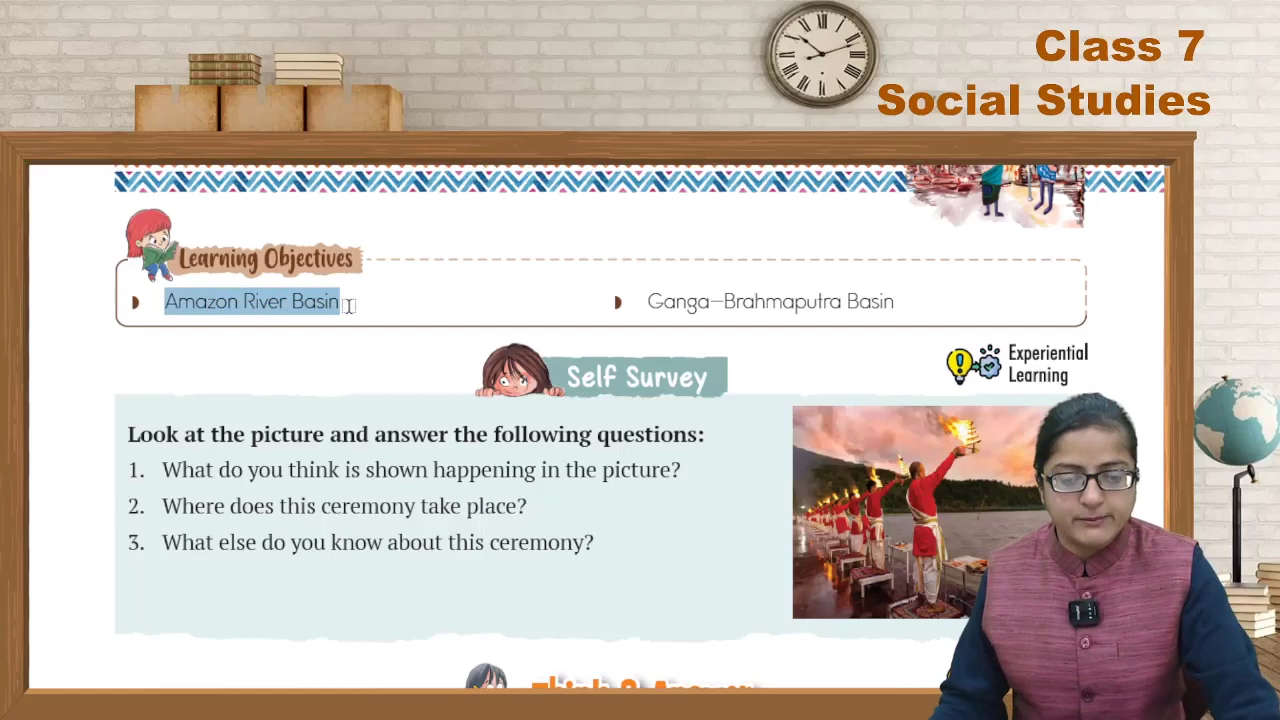 Class 7
Social Studies
Learning Objectives
Amazon River Basin
Ganga–Brahmaputra Basin
Self Survey
Experiential
Learning
Look at the picture and answer the following questions:
1. What do you think is shown happening in the picture?
2. Where does this ceremony take place?
3. What else do you know about this ceremony?
Think & Answer